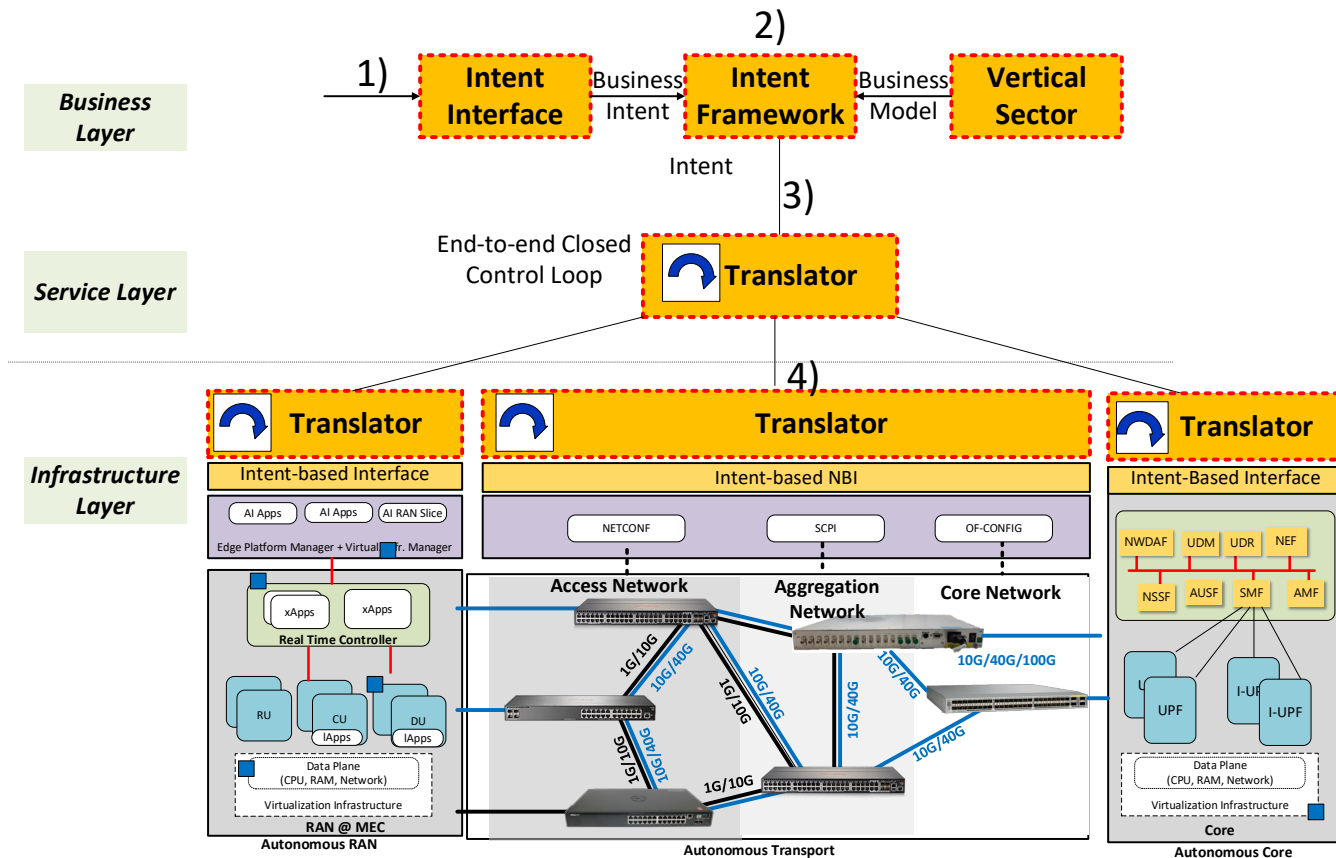 2)
1)
Business
Layer
Intent
Interface
Business
Intent
Intent
Framework
Business
Model
Vertical
Sector
Intent
3)
End-to-end Closed
Control Loop
Translator
Service Layer
4)
Translator
Translator
Translator
Infrastructure
Layer
Intent-based Interface
Intent-based NBI
Intent-Based Interface
AI Apps
AI Apps
AI RAN Slice
Edge Platform Manager + Virtual fr. Manager
NETCONF
SCPI
OF-CONFIG
NWDAF
UDM
UDR
NEF
NSSF
AUSF
SMF
AMF
xApps
xApps
Real Time Controller
RU
CU
IApps
DU
IApps
Data Plane
(CPU, RAM, Network)
Virtualization Infrastructure
RAN @ MEC
Autonomous RAN
Access Network
Aggregation
Network
Core Network
1G/10G
10G/40G
10G/40G
1G/10G
10G/40G
10G/40G
10G/40G/100G
1G/10G
10G/40G
1G/10G
10G/40G
Autonomous Transport
U
UPF
I-UP
I-UPF
Data Plane
(CPU, RAM, Network)
Virtualization Infrastructure
Core
Autonomous Core